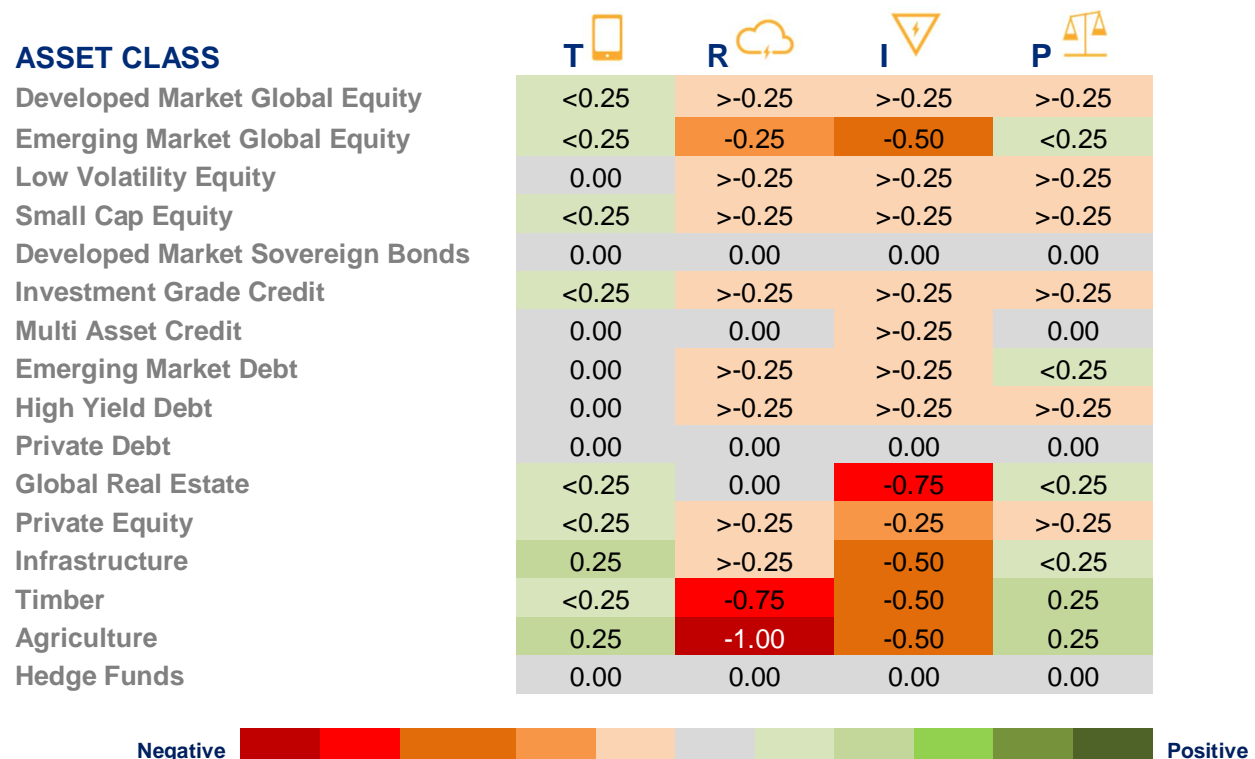 ASSET CLASS T R I P
Developed Market Global Equity <0.25 >-0.25 >-0.25 >-0.25
Emerging Market Global Equity <0.25 -0.25 -0.50 <0.25
Low Volatility Equity 0.00 >-0.25 >-0.25 >-0.25
Small Cap Equity <0.25 >-0.25 >-0.25 >-0.25
Developed Market Sovereign Bonds 0.00 0.00 0.00 0.00
Investment Grade Credit <0.25 >-0.25 >-0.25 >-0.25
Multi Asset Credit 0.00 0.00 >-0.25 0.00
Emerging Market Debt 0.00 >-0.25 >-0.25 <0.25
High Yield Debt 0.00 >-0.25 >-0.25 >-0.25
Private Debt 0.00 0.00 0.00 0.00
Global Real Estate <0.25 0.00 -0.75 <0.25
Private Equity <0.25 >-0.25 -0.25 >-0.25
Infrastructure 0.25 >-0.25 -0.50 <0.25
Timber <0.25 -0.75 -0.50 0.25
Agriculture 0.25 -1.00 -0.50 0.25
Hedge Funds 0.00 0.00 0.00 0.00
Negative Positive